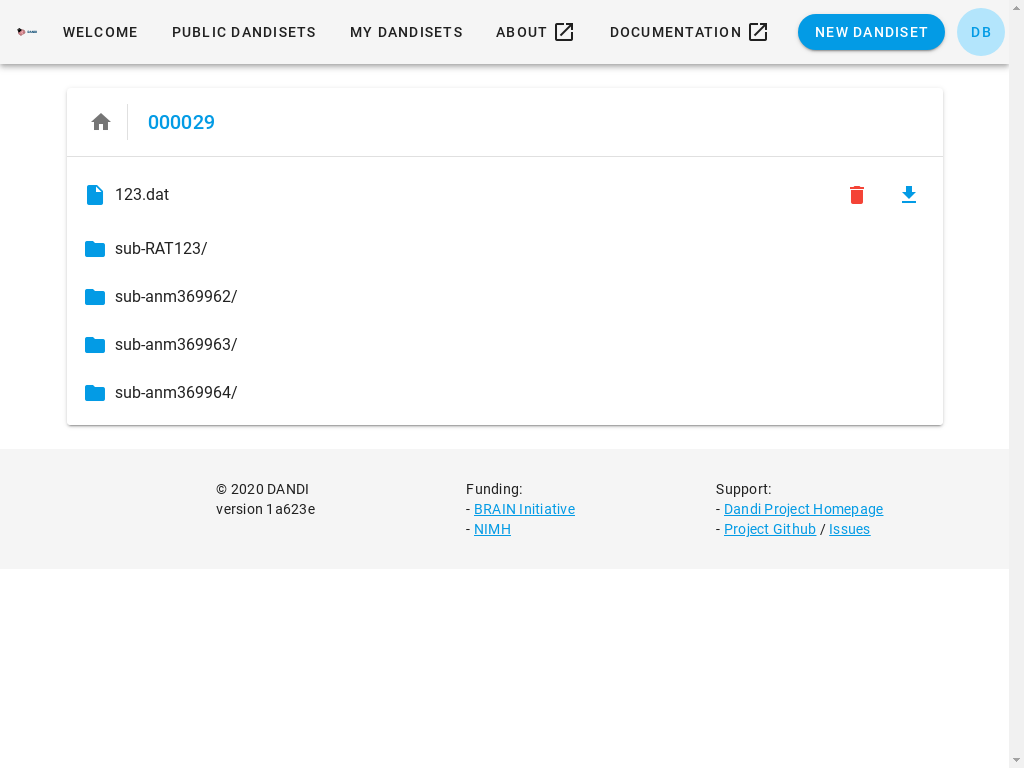 WELCOME PUBLIC DANDISETS MY DANDISETS ABOUT DOCUMENTATION NEW DANDISET DB
000029
123.dat
sub-RAT123/
sub-anm369962/
sub-anm369963/
sub-anm369964/
© 2020 DANDI
version 1a623e
Funding:
- BRAIN Initiative
- NIMH
Support:
- Dandi Project Homepage
- Project Github / Issues